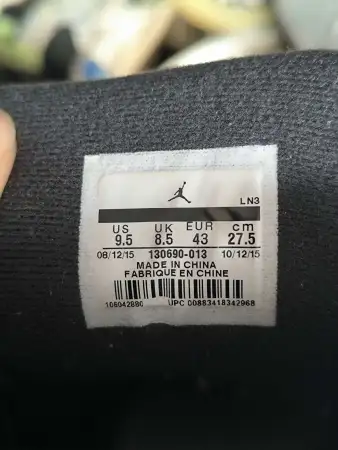 LN3
US UK EUR cm
9.5 8.5 43 27.5
08/12/15 130690-013 10/12/15
MADE IN CHINA
FABRIQUE EN CHINE
UPC 00883418342968